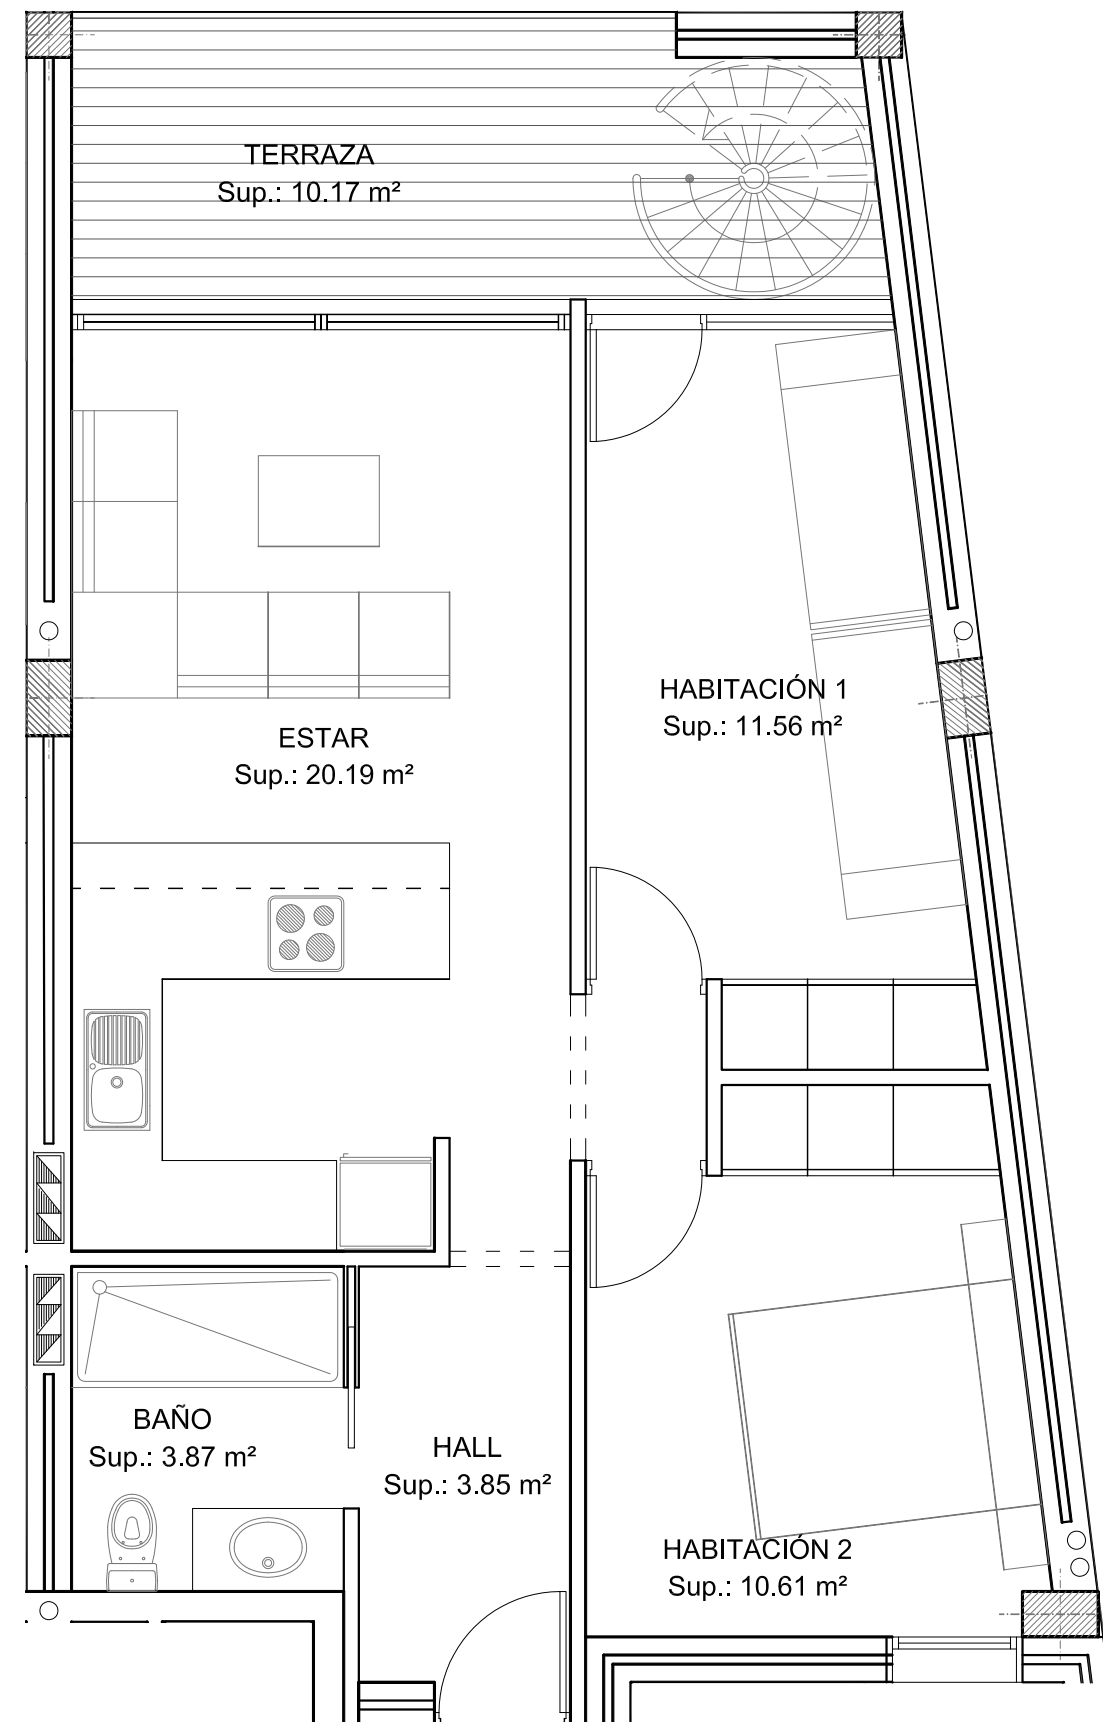 TERRAZA
Sup.: 10.17 m²
HABITACIÓN 1
Sup.: 11.56 m²
ESTAR
Sup.: 20.19 m²
BAÑO
Sup.: 3.87 m²
HALL
Sup.: 3.85 m²
HABITACIÓN 2
Sup.: 10.61 m²